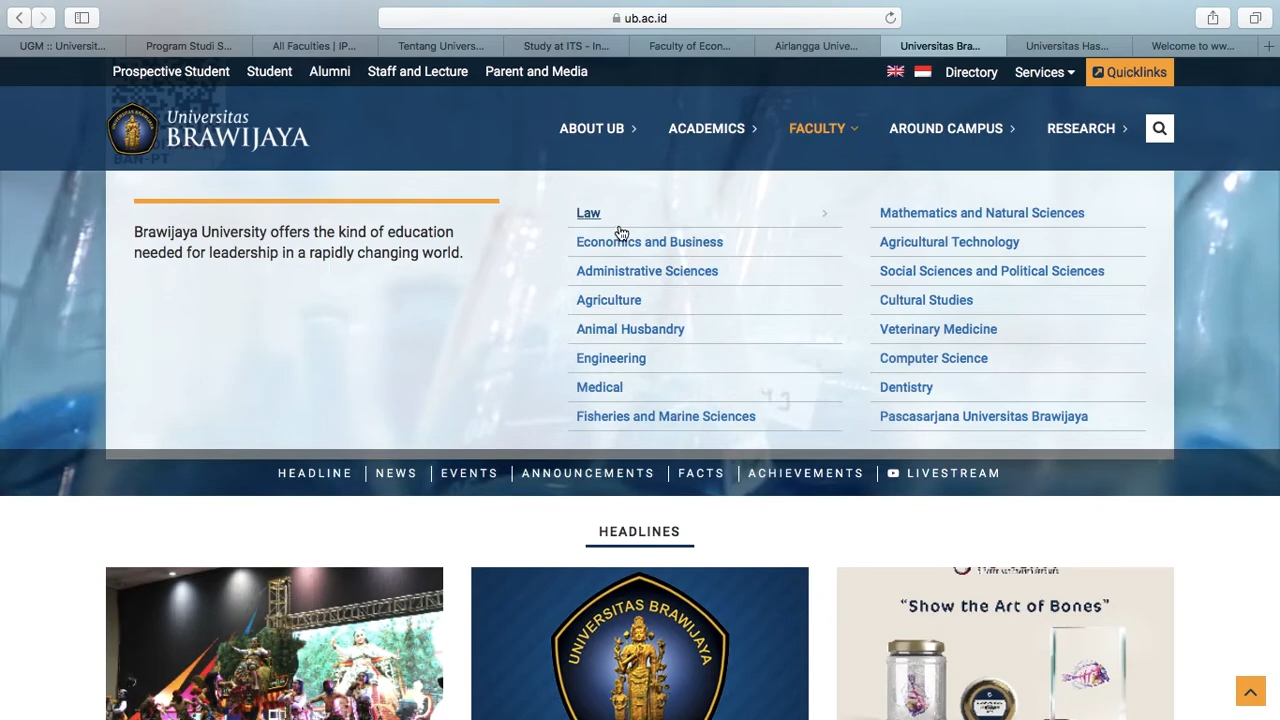 ub.ac.id
UGM :: Universit...
Program Studi S...
All Faculties | IP...
Tentang Univers...
Study at ITS - In...
Faculty of Econ...
Airlangga Unive...
Universitas Bra...
Universitas Has...
Welcome to ww...
Prospective Student
Student
Alumni
Staff and Lecture
Parent and Media
Directory
Services
Quicklinks
Universitas
BRAWIJAYA
ABOUT UB
ACADEMICS
FACULTY
AROUND CAMPUS
RESEARCH
BAN-PT
Brawijaya University offers the kind of education
needed for leadership in a rapidly changing world.
Law
Economics and Business
Administrative Sciences
Agriculture
Animal Husbandry
Engineering
Medical
Fisheries and Marine Sciences
Mathematics and Natural Sciences
Agricultural Technology
Social Sciences and Political Sciences
Cultural Studies
Veterinary Medicine
Computer Science
Dentistry
Pascasarjana Universitas Brawijaya
HEADLINE
NEWS
EVENTS
ANNOUNCEMENTS
FACTS
ACHIEVEMENTS
LIVESTREAM
HEADLINES
UNIVERSITAS BRAWIJAYA
"Show the Art of Bones"